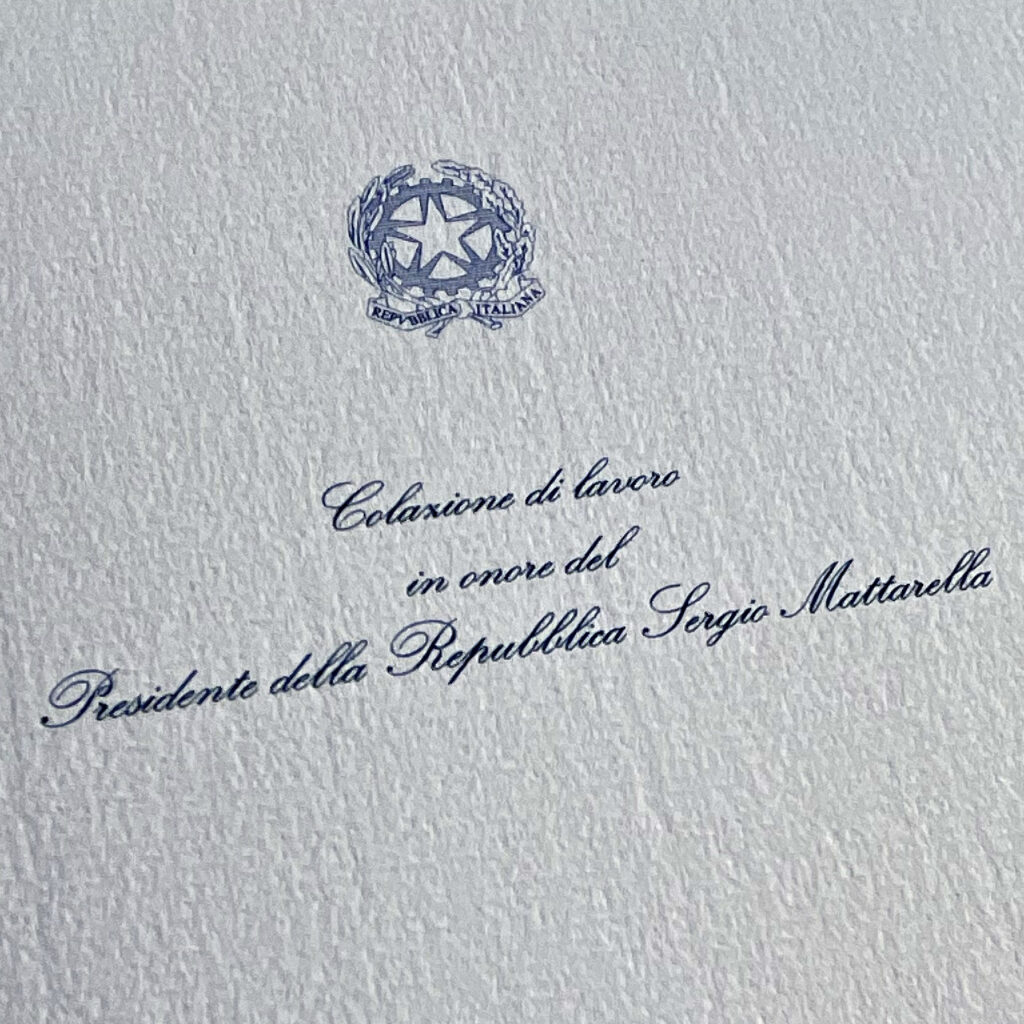 REPVBBLICA ITALIANA
Colazione di lavoro
in onore del
Presidente della Repubblica Sergio Mattarella